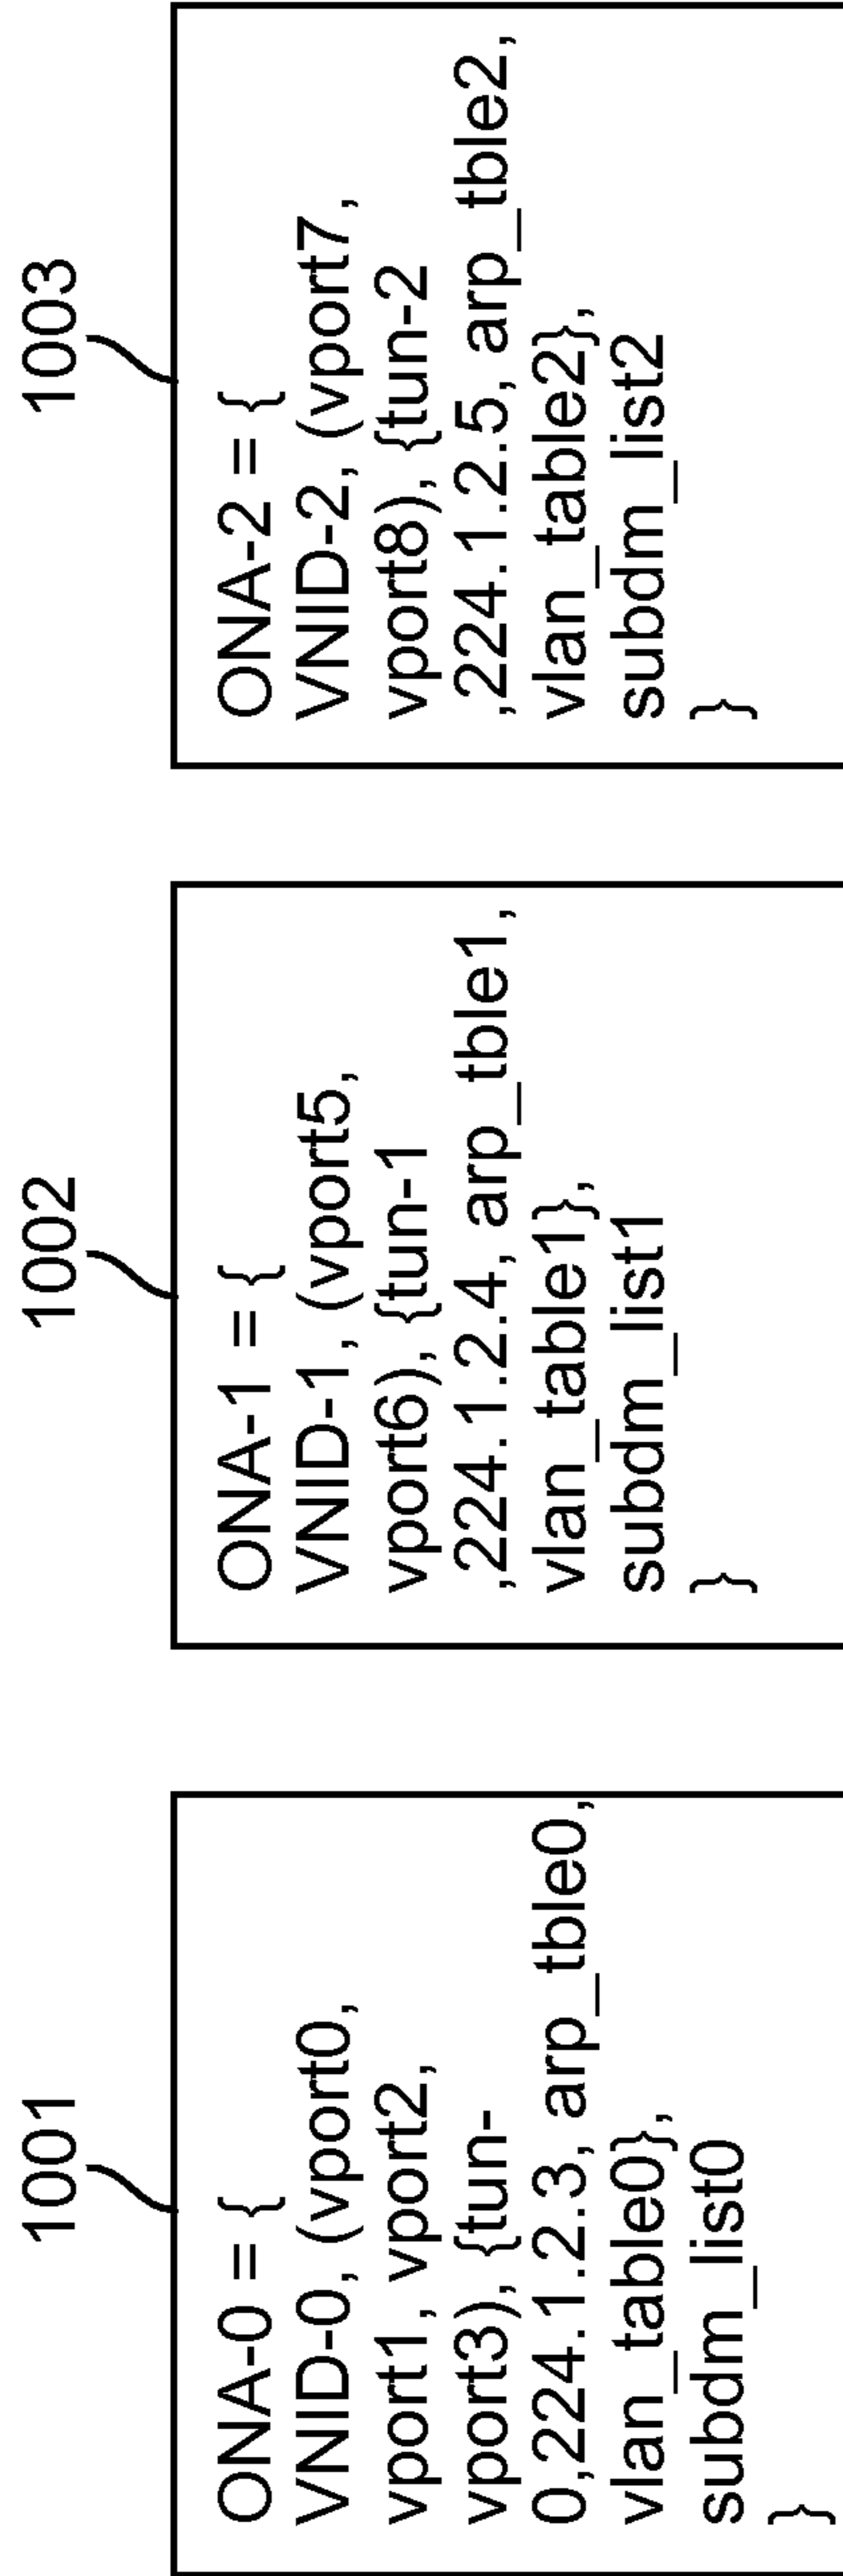 1001
ONA-0 = {
VNID-0, (vport0,
vport1, vport2,
vport3), {tun-
0,224.1.2.3, arp_tble0,
vlan_table0},
subdm_list0
}
1002
ONA-1 = {
VNID-1, (vport5,
vport6), {tun-1
,224.1.2.4, arp_tble1,
vlan_table1},
subdm_list1
}
1003
ONA-2 = {
VNID-2, (vport7,
vport8), {tun-2
,224.1.2.5, arp_tble2,
vlan_table2},
subdm_list2
}